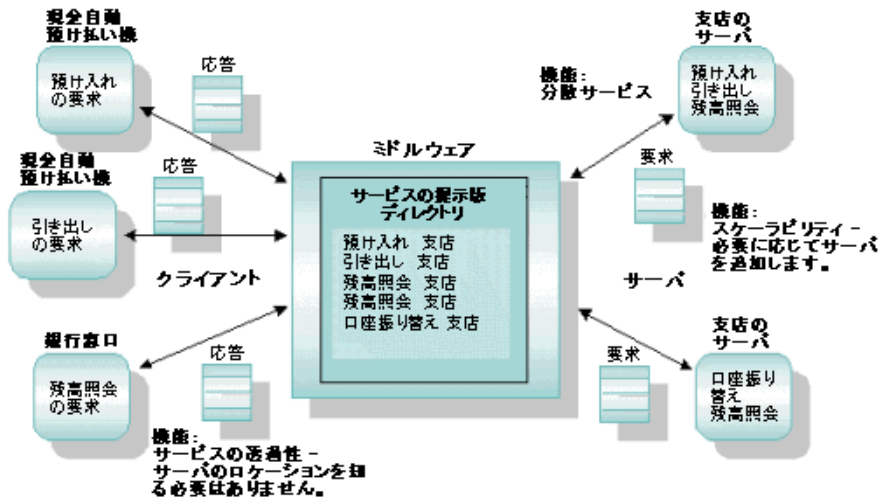 現金自動
預け払い機
預け入れ
の要求
応答
現金自動
預け払い機
引き出し
の要求
応答
クライアント
銀行窓口
残高照会
の要求
応答
機能：
サービスの透過性 -
サーバのロケーションを知
る必要はありません。
ミドルウェア
サービスの掲示版
ディレクトリ
預け入れ 支店
引き出し 支店
残高照会 支店
残高照会 支店
口座振り替え 支店
機能：
分散サービス
支店の
サーバ
預け入れ
引き出し
残高照会
要求
機能：
スケーラビリティ -
必要に応じてサーバ
を追加します。
サーバ
要求
支店の
サーバ
口座振り
替え
残高照会